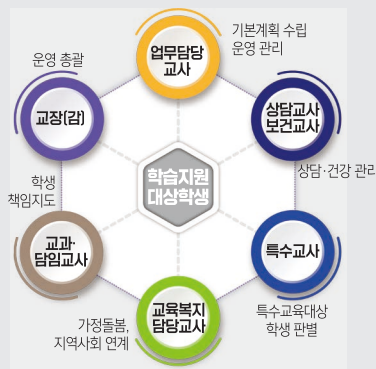 기본계획 수립
운영 관리
업무담당
교사
운영 총괄
교장(감)
상담교사
보건교사
상담·건강 관리
학습지원
대상학생
학생
책임지도
교과·
담임교사
특수교사
특수교육대상
학생 판별
교육복지
담당교사
가정돌봄,
지역사회 연계